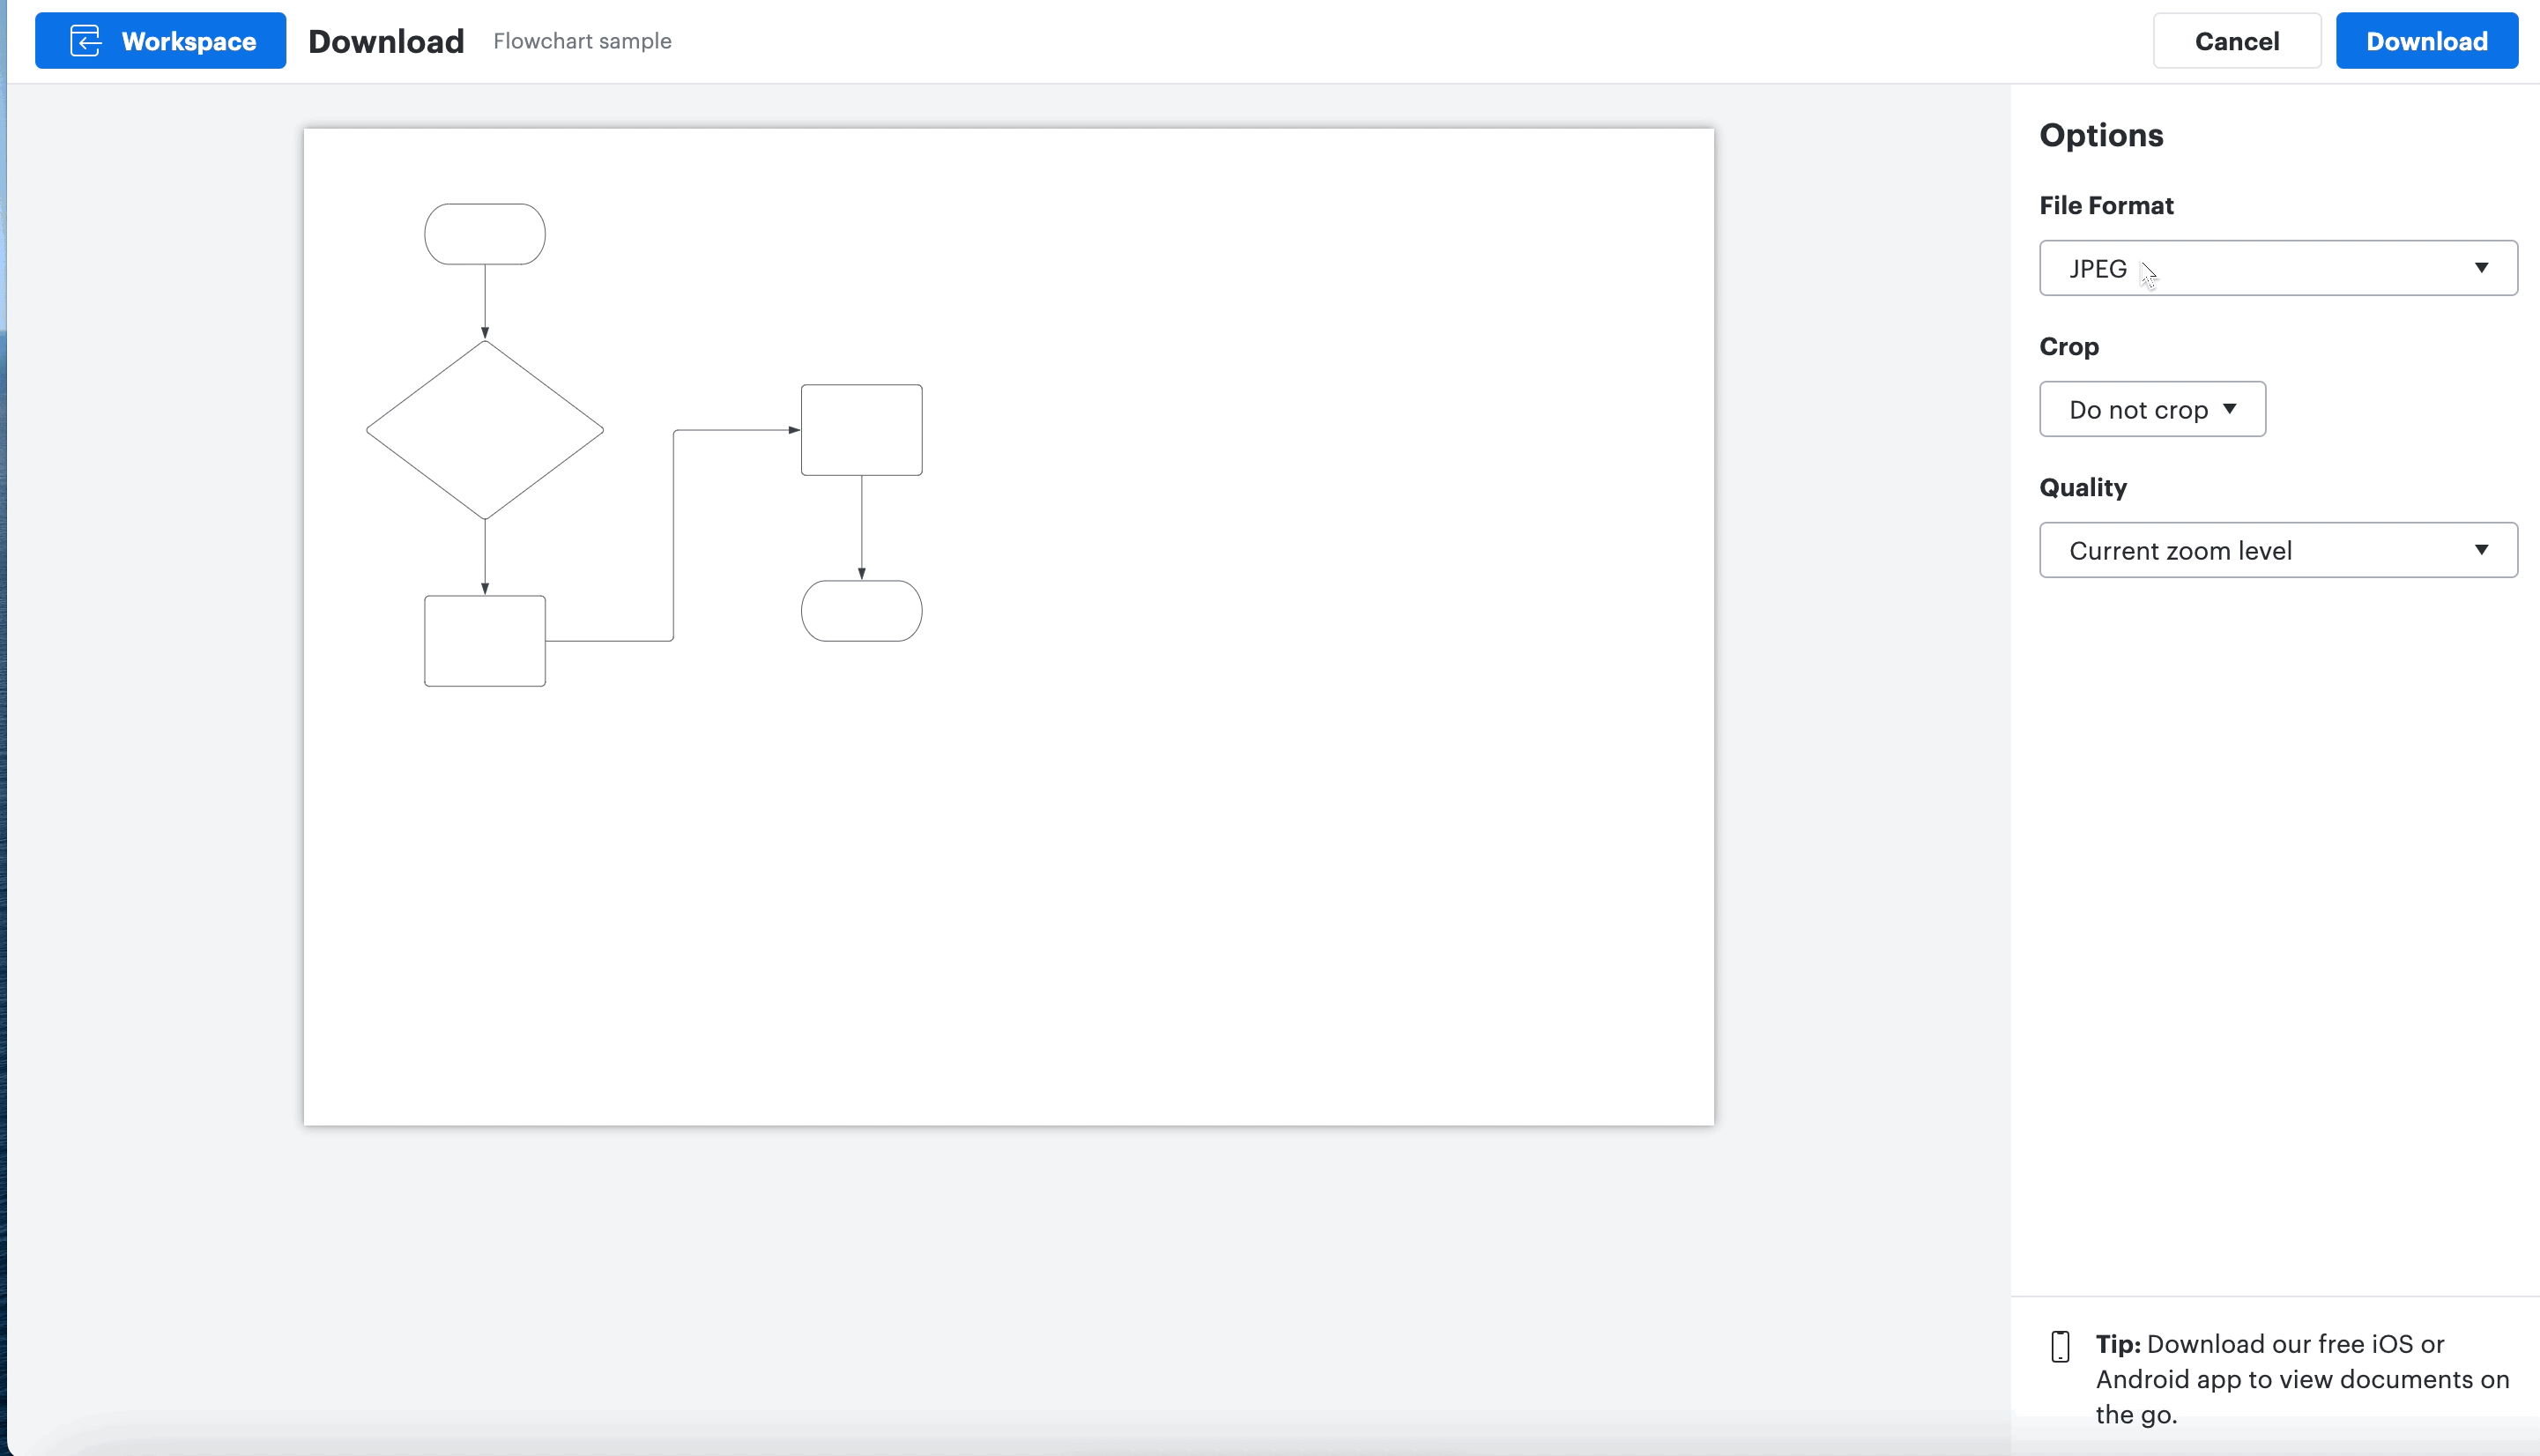 Workspace
Download
Flowchart sample
Cancel
Download
Options
File Format
JPEG
Crop
Do not crop
Quality
Current zoom level
Tip: Download our free iOS or
Android app to view documents on
the go.